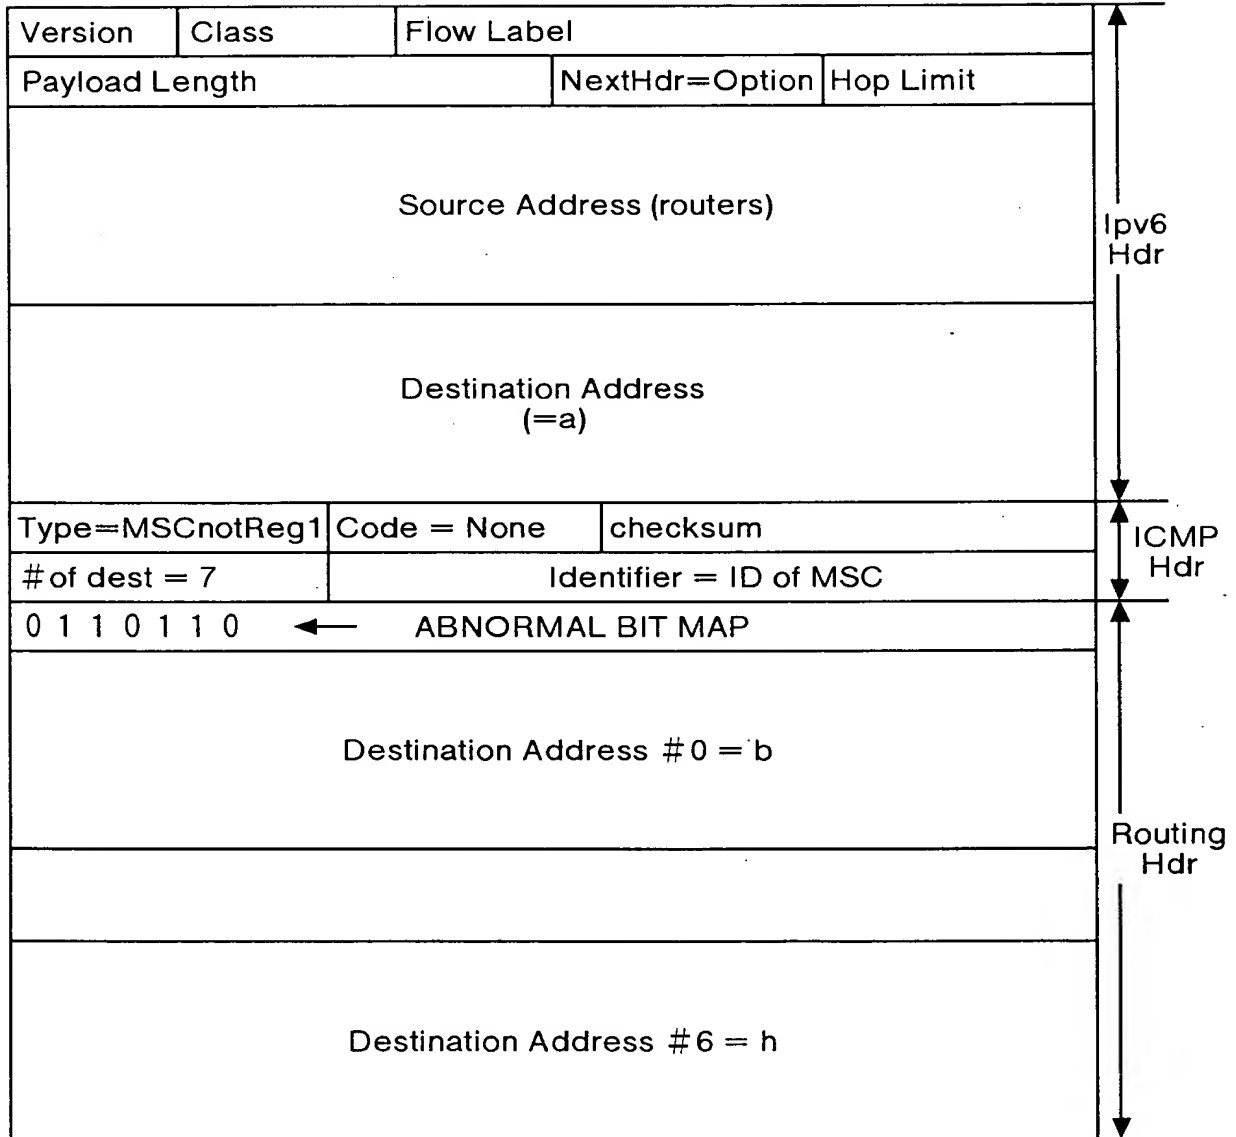 Version Class Flow Label
Payload Length NextHdr=Option Hop Limit
Source Address (routers)
Ipv6
Hdr
Destination Address
(=a)
Type=MSCnotReg1 Code = None checksum
ICMP
Hdr
# of dest = 7 Identifier = ID of MSC
0 1 1 0 1 1 0 ← ABNORMAL BIT MAP
Destination Address #0 = b
Routing
Hdr
Destination Address #6 = h